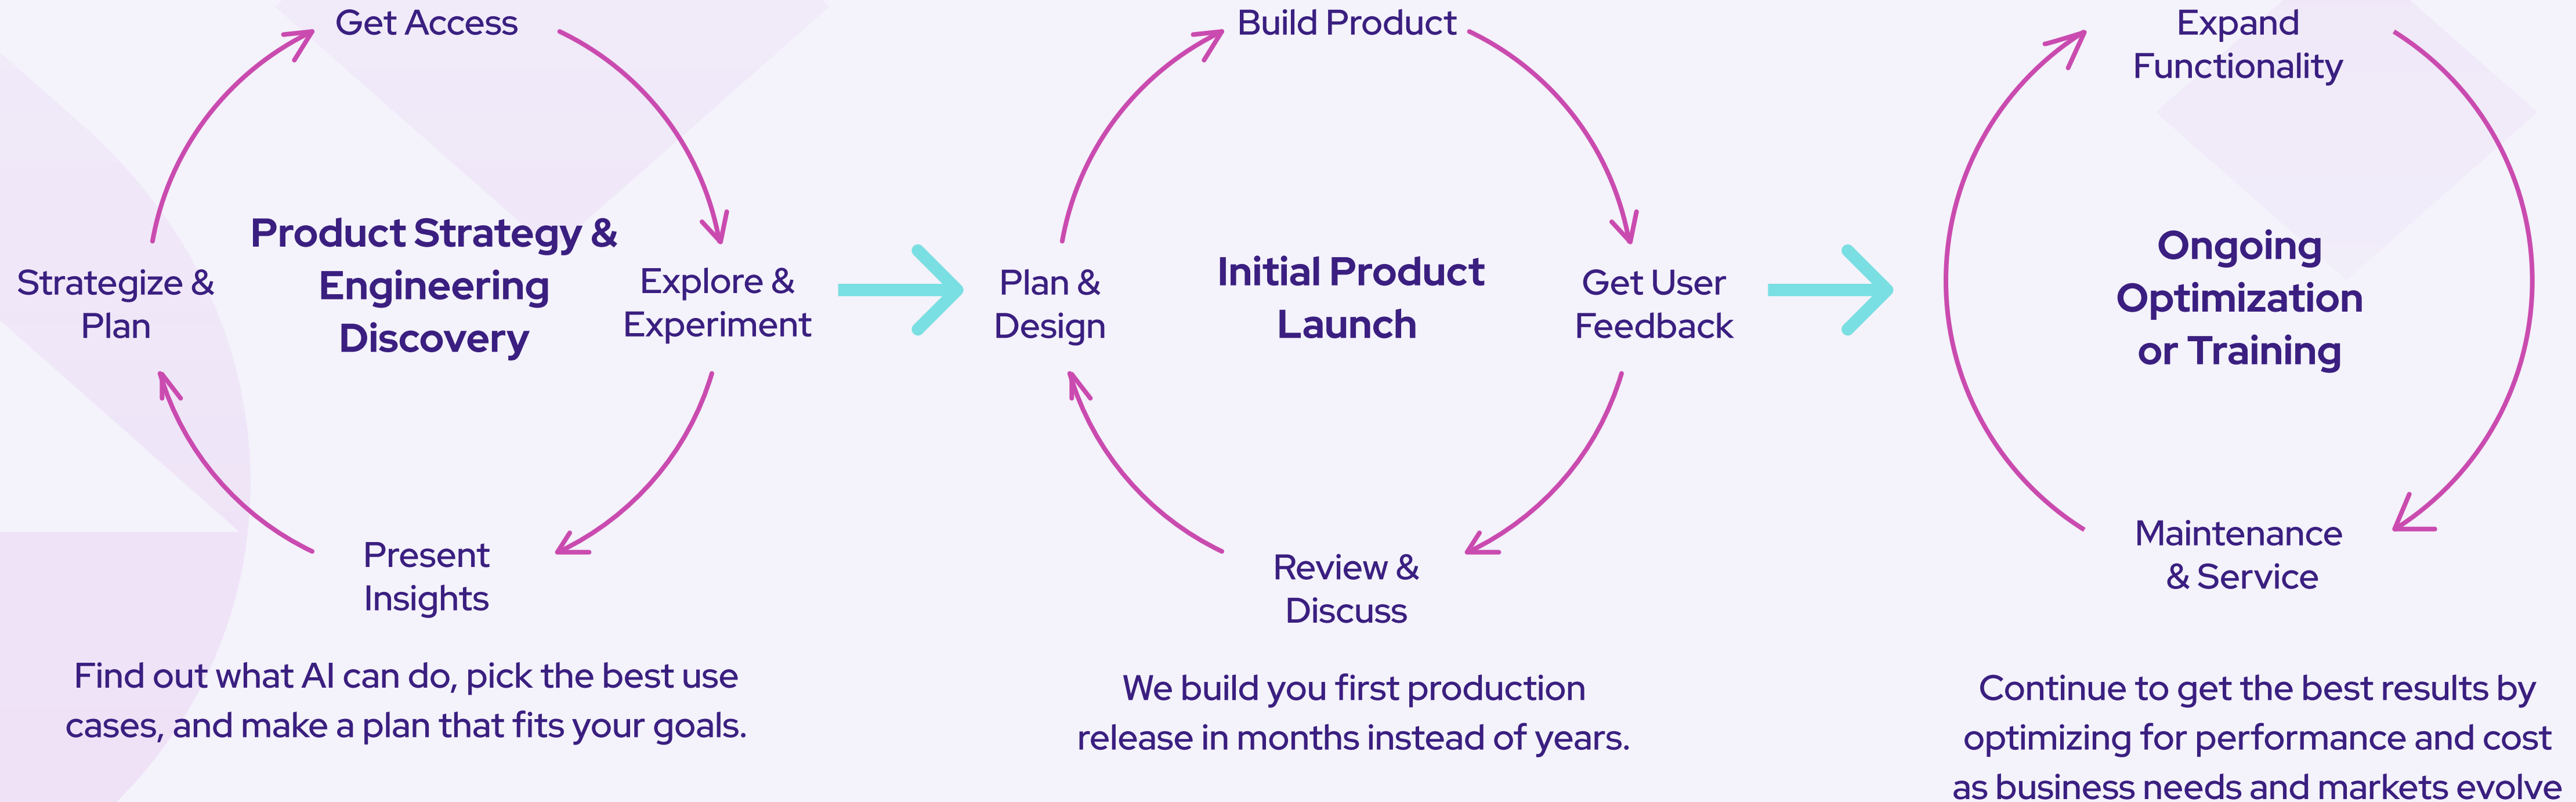 Get Access
Product Strategy &
Engineering
Discovery
Strategize &
Plan
Explore &
Experiment
Present
Insights
Find out what AI can do, pick the best use
cases, and make a plan that fits your goals.
Build Product
Initial Product
Launch
Plan &
Design
Get User
Feedback
Review &
Discuss
We build you first production
release in months instead of years.
Expand
Functionality
Ongoing
Optimization
or Training
Maintenance
& Service
Continue to get the best results by
optimizing for performance and cost
as business needs and markets evolve